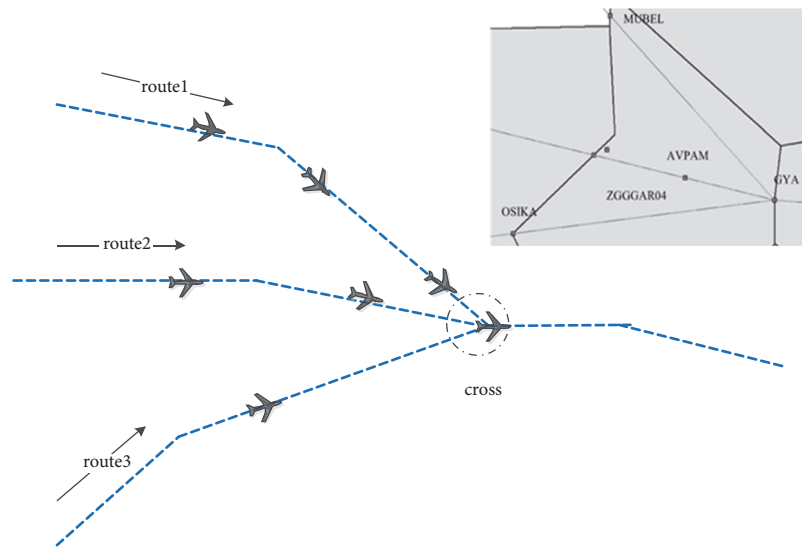 MUBEL
route1
AVPAM
GYA
ZGGGAR04
OSIKA
route2
cross
route3